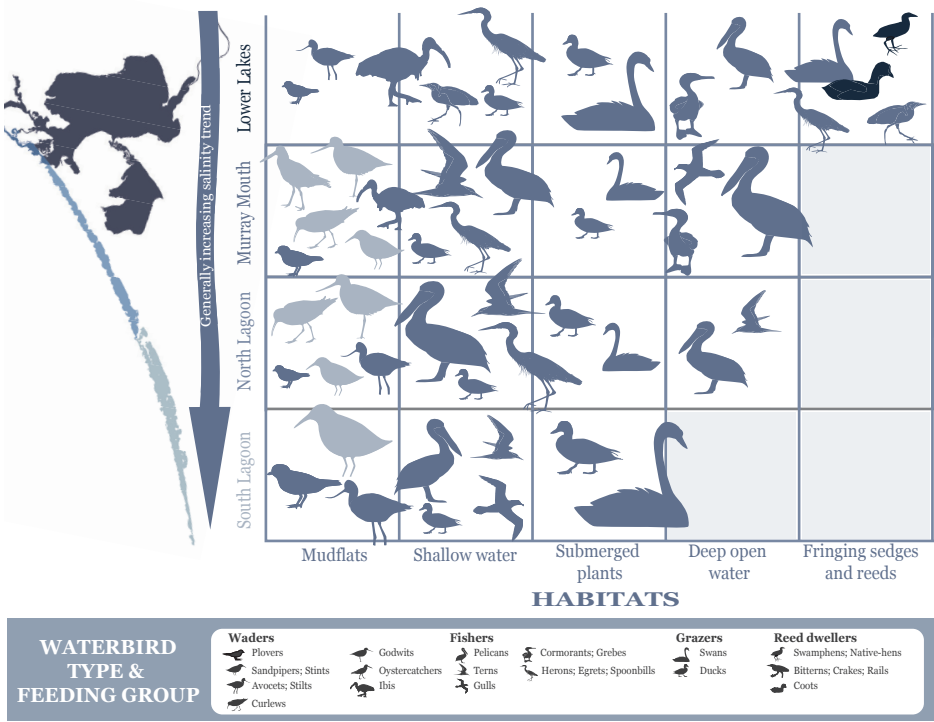 Generally increasing salinity trend
Lower Lakes
Murray Mouth
North Lagoon
South Lagoon
Mudflats
Shallow water
Submerged
plants
Deep open
water
Fringing sedges
and reeds
HABITATS
WATERBIRD
TYPE &
FEEDING GROUP
Waders
Plovers
Sandpipers; Stints
Avocets; Stilts
Curlews
Godwits
Oystercatchers
Ibis
Fishers
Pelicans
Terns
Gulls
Cormorants; Grebes
Herons; Egrets; Spoonbills
Grazers
Swans
Ducks
Reed dwellers
Swamphens; Native-hens
Bitterns; Crakes; Rails
Coots